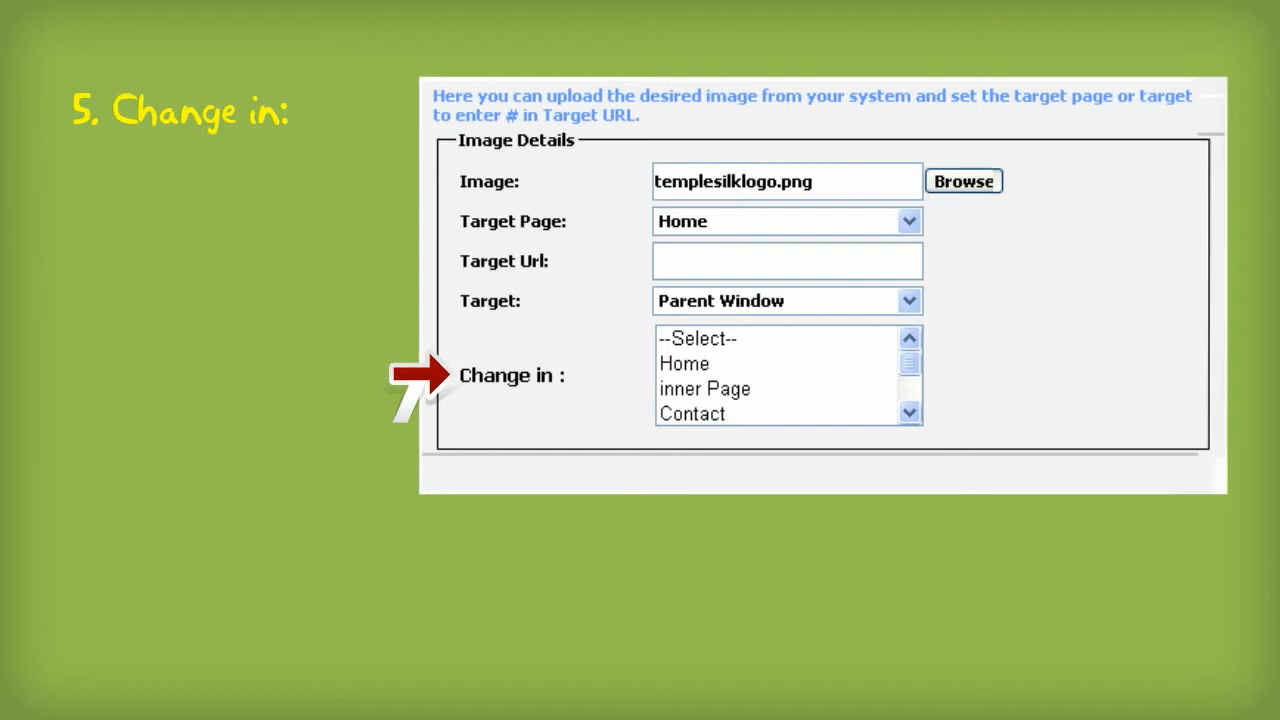 5. Change in:
Here you can upload the desired image from your system and set the target page or target
to enter # in Target URL.
Image Details
Image: templesilklogo.png Browse
Target Page: Home
Target Url:
Target: Parent Window
--Select--
Home
Change in :
inner Page
Contact